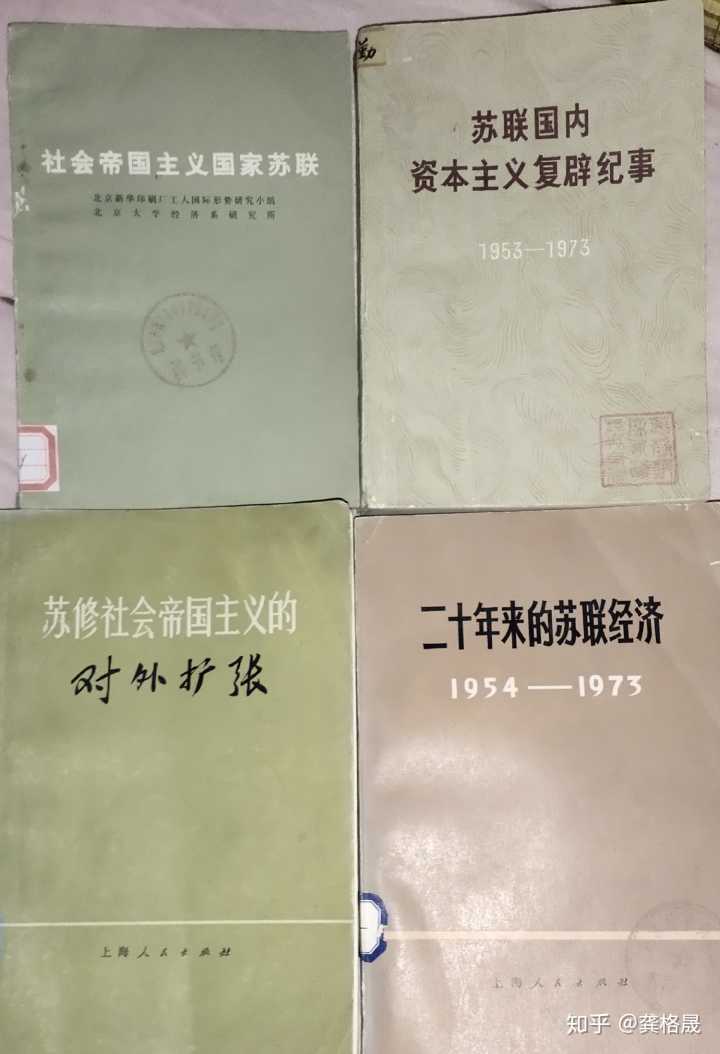 社会帝国主义国家苏联
北京新华印刷厂工人国际形势研究小组
北京大学经济系研究所
勤
苏联国内
资本主义复辟纪事
1953—1973
苏修社会帝国主义的
对外扩张
上海人民出版社
二十年来的苏联经济
1954—1973
上海人民出版社
知乎 @龚格晟